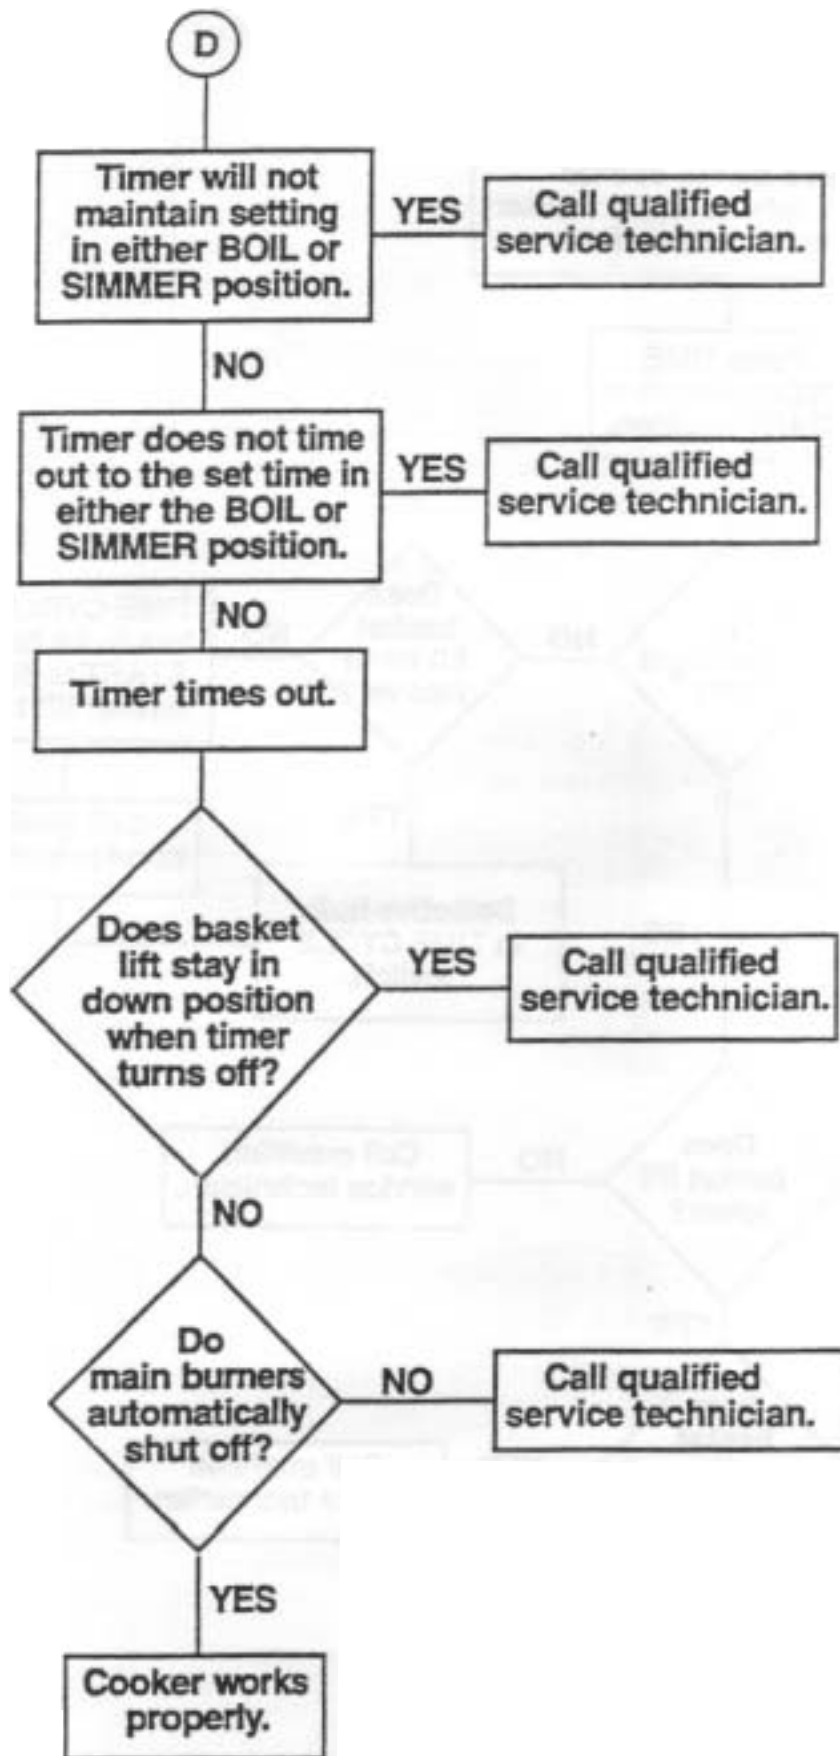 D
Timer will not
maintain setting
in either BOIL or
SIMMER position.
YES
Call qualified
service technician.
NO
Timer does not time
out to the set time in
either the BOIL or
SIMMER position.
YES
Call qualified
service technician.
NO
Timer times out.
Does basket
lift stay in
down position
when timer
turns off?
YES
Call qualified
service technician.
NO
Do
main burners
automatically
shut off?
NO
Call qualified
service technician.
YES
Cooker works
properly.